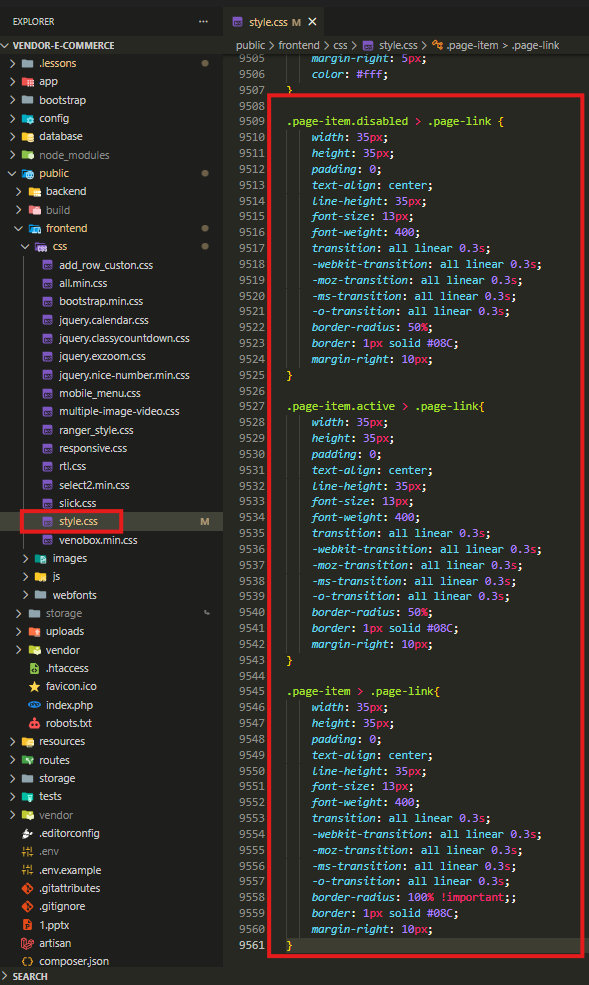 EXPLORER ...
VENDOR-E-COMMERCE
.lessons
app
bootstrap
config
database
node_modules
public
backend
build
frontend
css
add_row_custon.css
all.min.css
bootstrap.min.css
jquery.calendar.css
jquery.classycountdown.css
jquery.exzoom.css
jquery.nice-number.min.css
mobile_menu.css
multiple-image-video.css
ranger_style.css
responsive.css
rtl.css
select2.min.css
slick.css
style.css M
venobox.min.css
images
js
webfonts
storage
uploads
vendor
.htaccess
favicon.ico
index.php
robots.txt
resources
routes
storage
tests
vendor
.editorconfig
.env
.env.example
.gitattributes
.gitignore
1.pptx
artisan
composer.json
SEARCH
style.css M
public > frontend > css > style.css > .page-item > .page-link
9505 margin-right: 5px;
9506 color: #fff;
9507 }
9508
9509 .page-item.disabled > .page-link {
9510 width: 35px;
9511 height: 35px;
9512 padding: 0;
9513 text-align: center;
9514 line-height: 35px;
9515 font-size: 13px;
9516 font-weight: 400;
9517 transition: all linear 0.3s;
9518 -webkit-transition: all linear 0.3s;
9519 -moz-transition: all linear 0.3s;
9520 -ms-transition: all linear 0.3s;
9521 -o-transition: all linear 0.3s;
9522 border-radius: 50%;
9523 border: 1px solid #08C;
9524 margin-right: 10px;
9525 }
9526
9527 .page-item.active > .page-link{
9528 width: 35px;
9529 height: 35px;
9530 padding: 0;
9531 text-align: center;
9532 line-height: 35px;
9533 font-size: 13px;
9534 font-weight: 400;
9535 transition: all linear 0.3s;
9536 -webkit-transition: all linear 0.3s;
9537 -moz-transition: all linear 0.3s;
9538 -ms-transition: all linear 0.3s;
9539 -o-transition: all linear 0.3s;
9540 border-radius: 50%;
9541 border: 1px solid #08C;
9542 margin-right: 10px;
9543 }
9544
9545 .page-item > .page-link{
9546 width: 35px;
9547 height: 35px;
9548 padding: 0;
9549 text-align: center;
9550 line-height: 35px;
9551 font-size: 13px;
9552 font-weight: 400;
9553 transition: all linear 0.3s;
9554 -webkit-transition: all linear 0.3s;
9555 -moz-transition: all linear 0.3s;
9556 -ms-transition: all linear 0.3s;
9557 -o-transition: all linear 0.3s;
9558 border-radius: 100% !important;;
9559 border: 1px solid #08C;
9560 margin-right: 10px;
9561 }